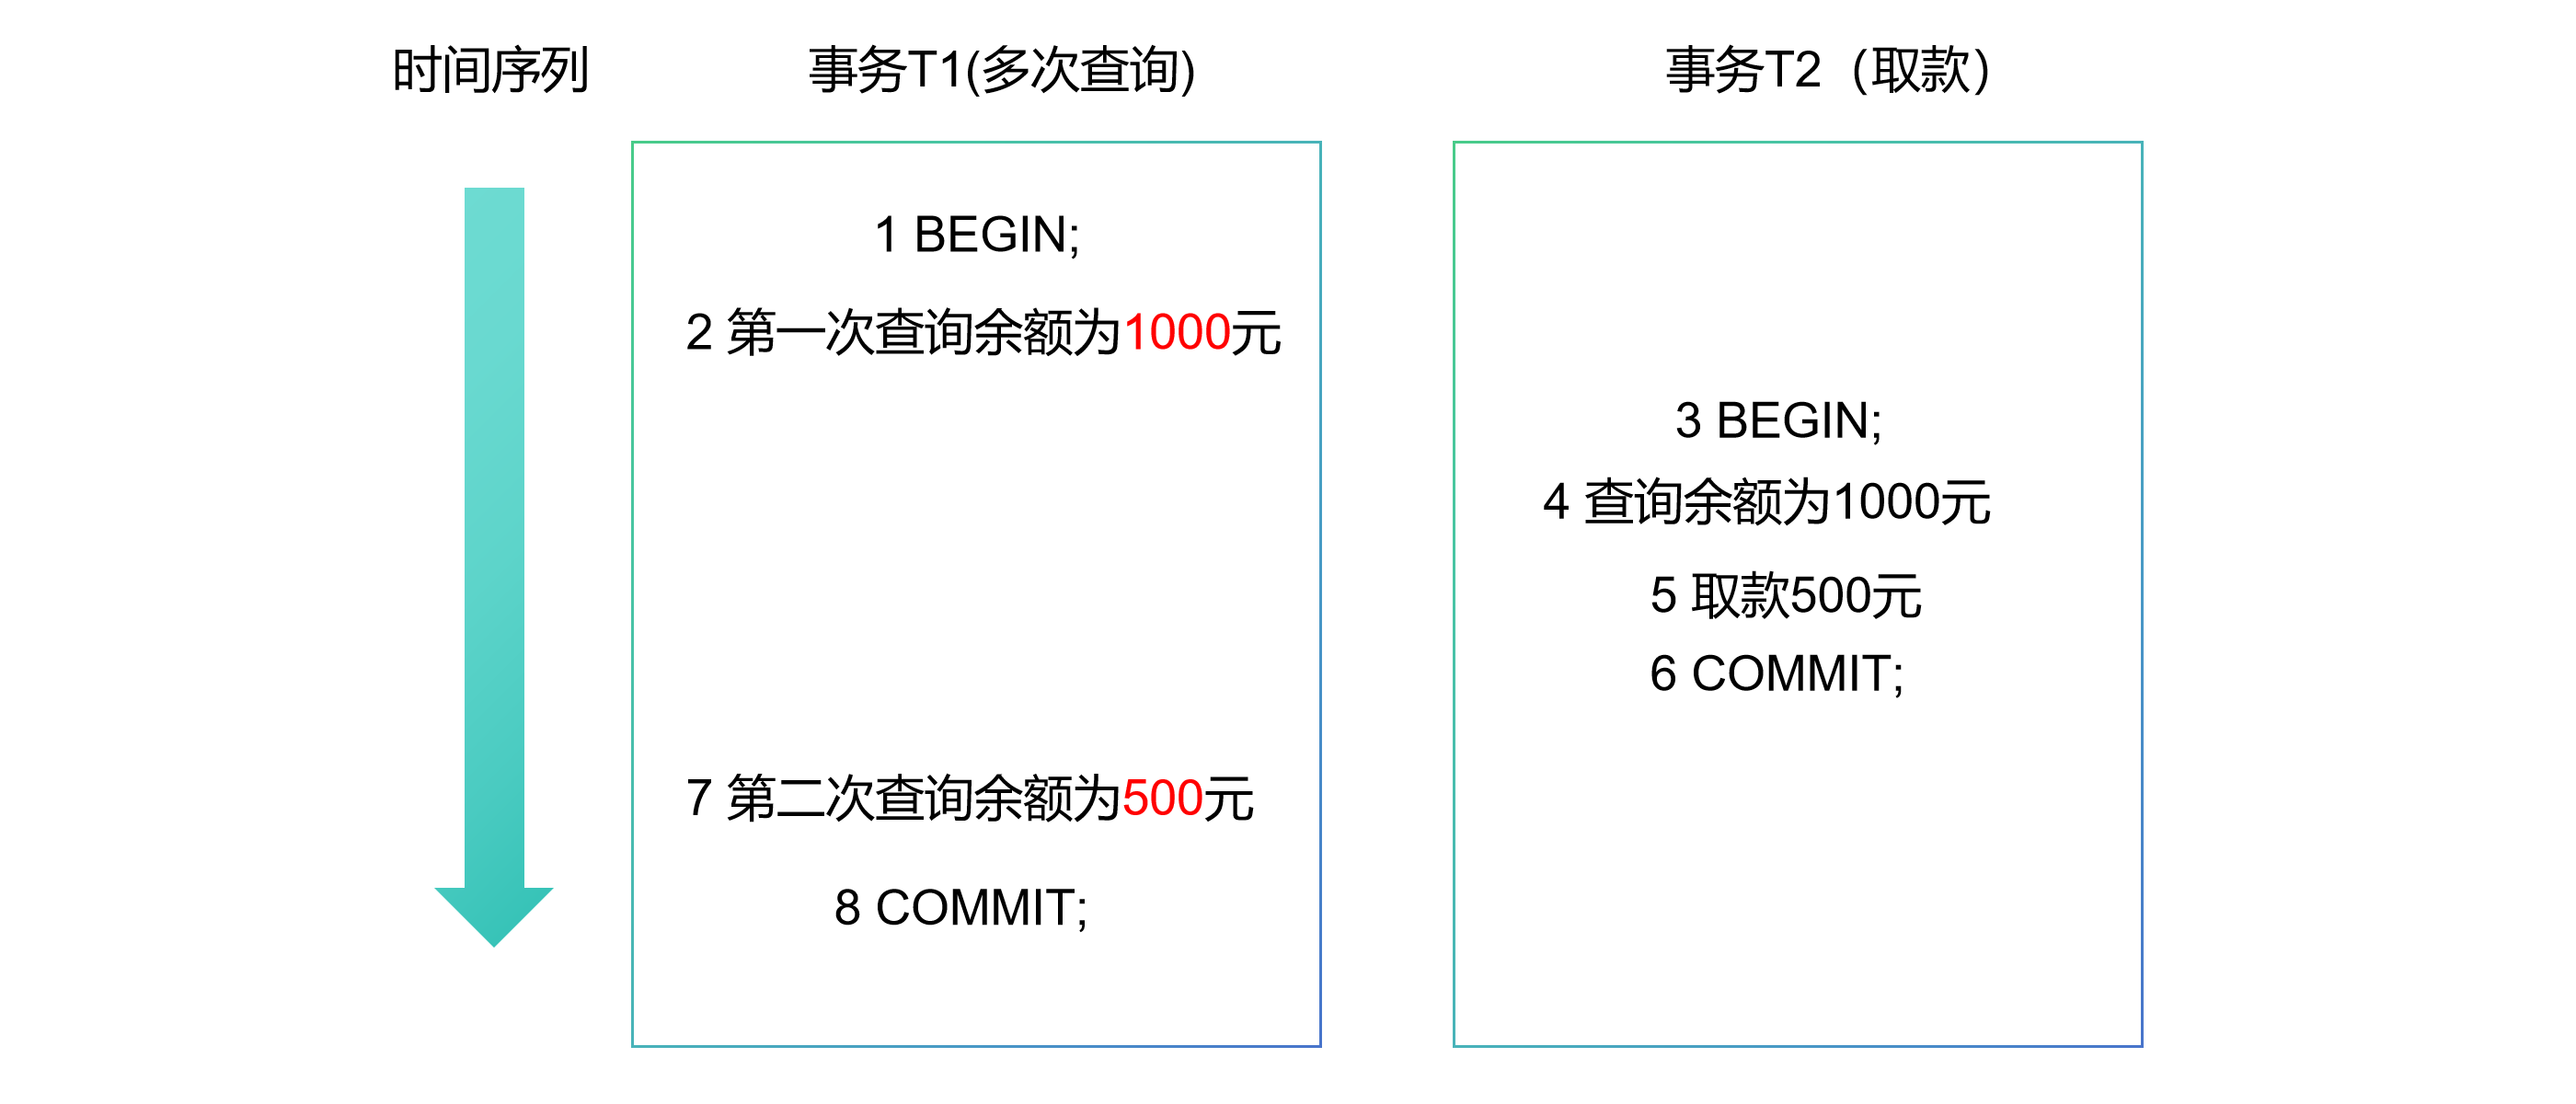 时间序列
事务T1(多次查询)
事务T2（取款）
1 BEGIN;
2 第一次查询余额为1000元
3 BEGIN;
4 查询余额为1000元
5 取款500元
6 COMMIT;
7 第二次查询余额为500元
8 COMMIT;